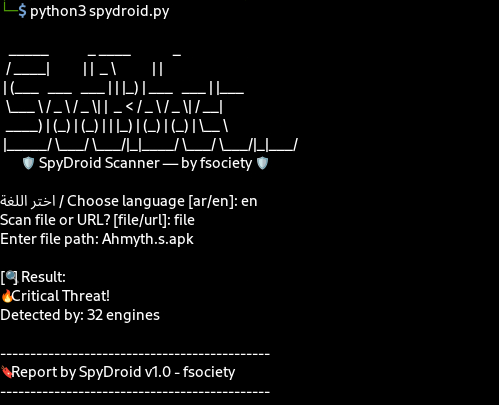 └─$ python3 spydroid.py
  _____             _ ____              _
 / ____|           | |  _ \            | |
| (___   ___   ___ | | |_) | ___   ___ | |___
 \___ \ / _ \ / _ \| |  _ < / _ \ / _ \| / __|
 ____) | (_) | (_) | | |_) | (_) | (_) | \__ \
|_____/ \___/ \___/|_|____/ \___/ \___/|_|___/
🛡️ SpyDroid Scanner — by fsociety 🛡️
اختر اللغة / Choose language [ar/en]: en
Scan file or URL? [file/url]: file
Enter file path: Ahmyth.s.apk
[🔍] Result:
🔥Critical Threat!
Detected by: 32 engines
---------------------------------------------
🔖Report by SpyDroid v1.0 - fsociety
---------------------------------------------